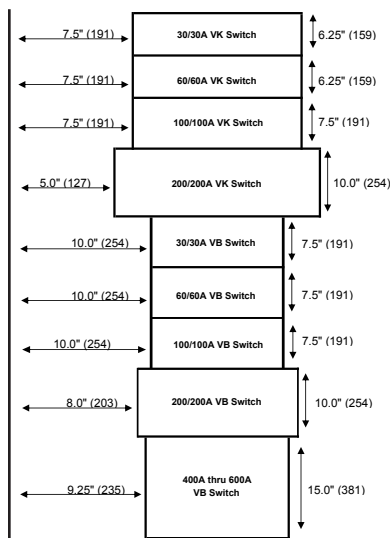 7.5" (191)
30/30A VK Switch
6.25" (159)
7.5" (191)
60/60A VK Switch
6.25" (159)
7.5" (191)
100/100A VK Switch
7.5" (191)
5.0" (127)
200/200A VK Switch
10.0" (254)
10.0" (254)
30/30A VB Switch
7.5" (191)
10.0" (254)
60/60A VB Switch
7.5" (191)
10.0" (254)
100/100A VB Switch
7.5" (191)
8.0" (203)
200/200A VB Switch
10.0" (254)
9.25" (235)
400A thru 600A
VB Switch
15.0" (381)